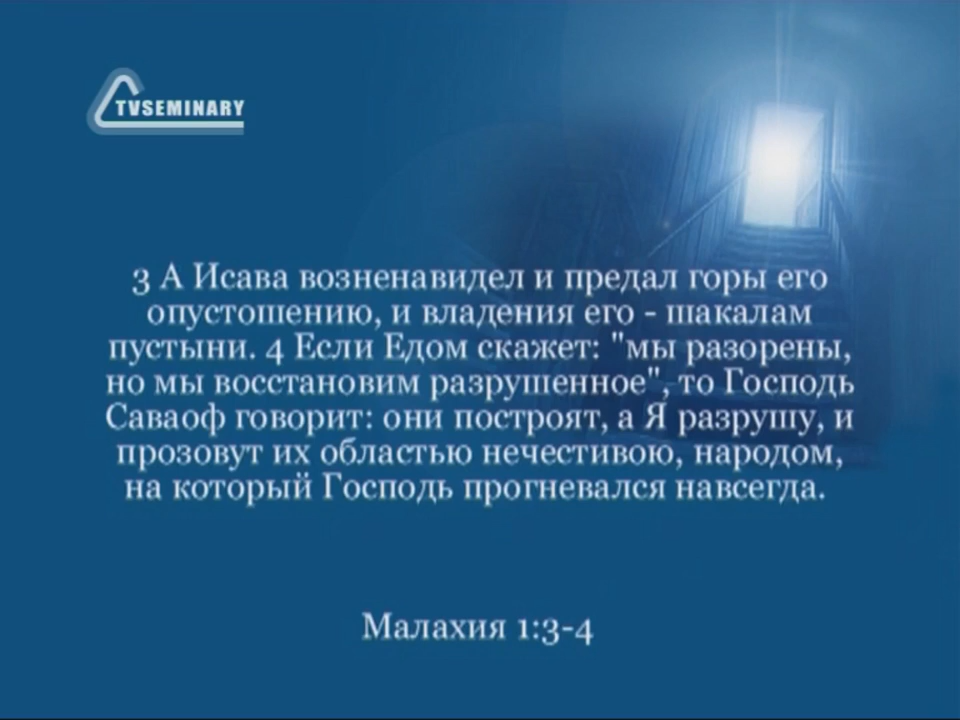 TVSEMINARY
3 А Исава возненавидел и предал горы его
опустошению, и владения его - шакалам
пустыни. 4 Если Едом скажет: "мы разорены,
но мы восстановим разрушенное", то Господь
Саваоф говорит: они построят, а Я разрушу, и
прозовут их областью нечестивою, народом,
на который Господь прогневался навсегда.
Малахия 1:3-4